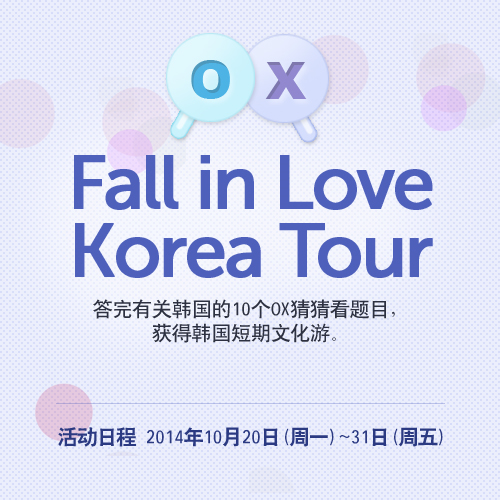 O X
Fall in Love
Korea Tour
答完有关韩国的10个OX猜猜看题目，
获得韩国短期文化游。
活动日程 2014年10月20日(周一)~31日(周五)